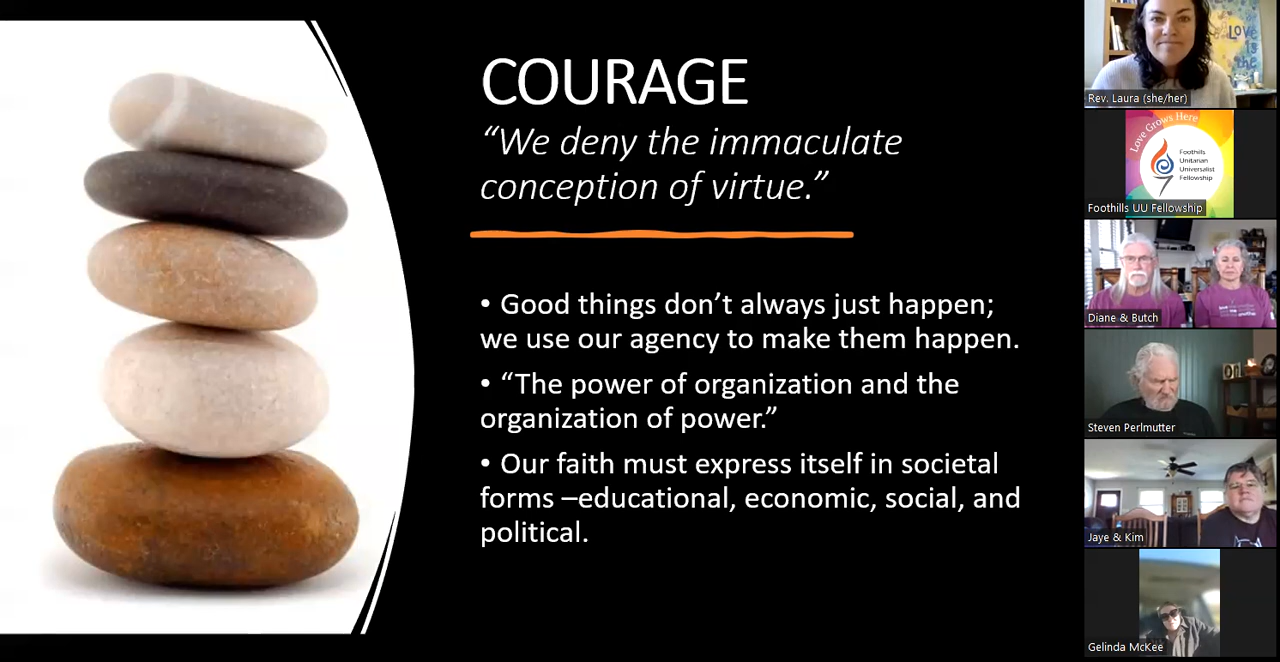 COURAGE
“We deny the immaculate
conception of virtue.”
• Good things don’t always just happen;
we use our agency to make them happen.
• “The power of organization and the
organization of power.”
• Our faith must express itself in societal
forms –educational, economic, social, and
political.
LOVE
is
the
Rev. Laura (she/her)
Love Grows Here
Foothills
Unitarian
Universalist
Fellowship
Foothills UU Fellowship
Diane & Butch
Steven Perlmutter
Jaye & Kim
Gelinda McKee